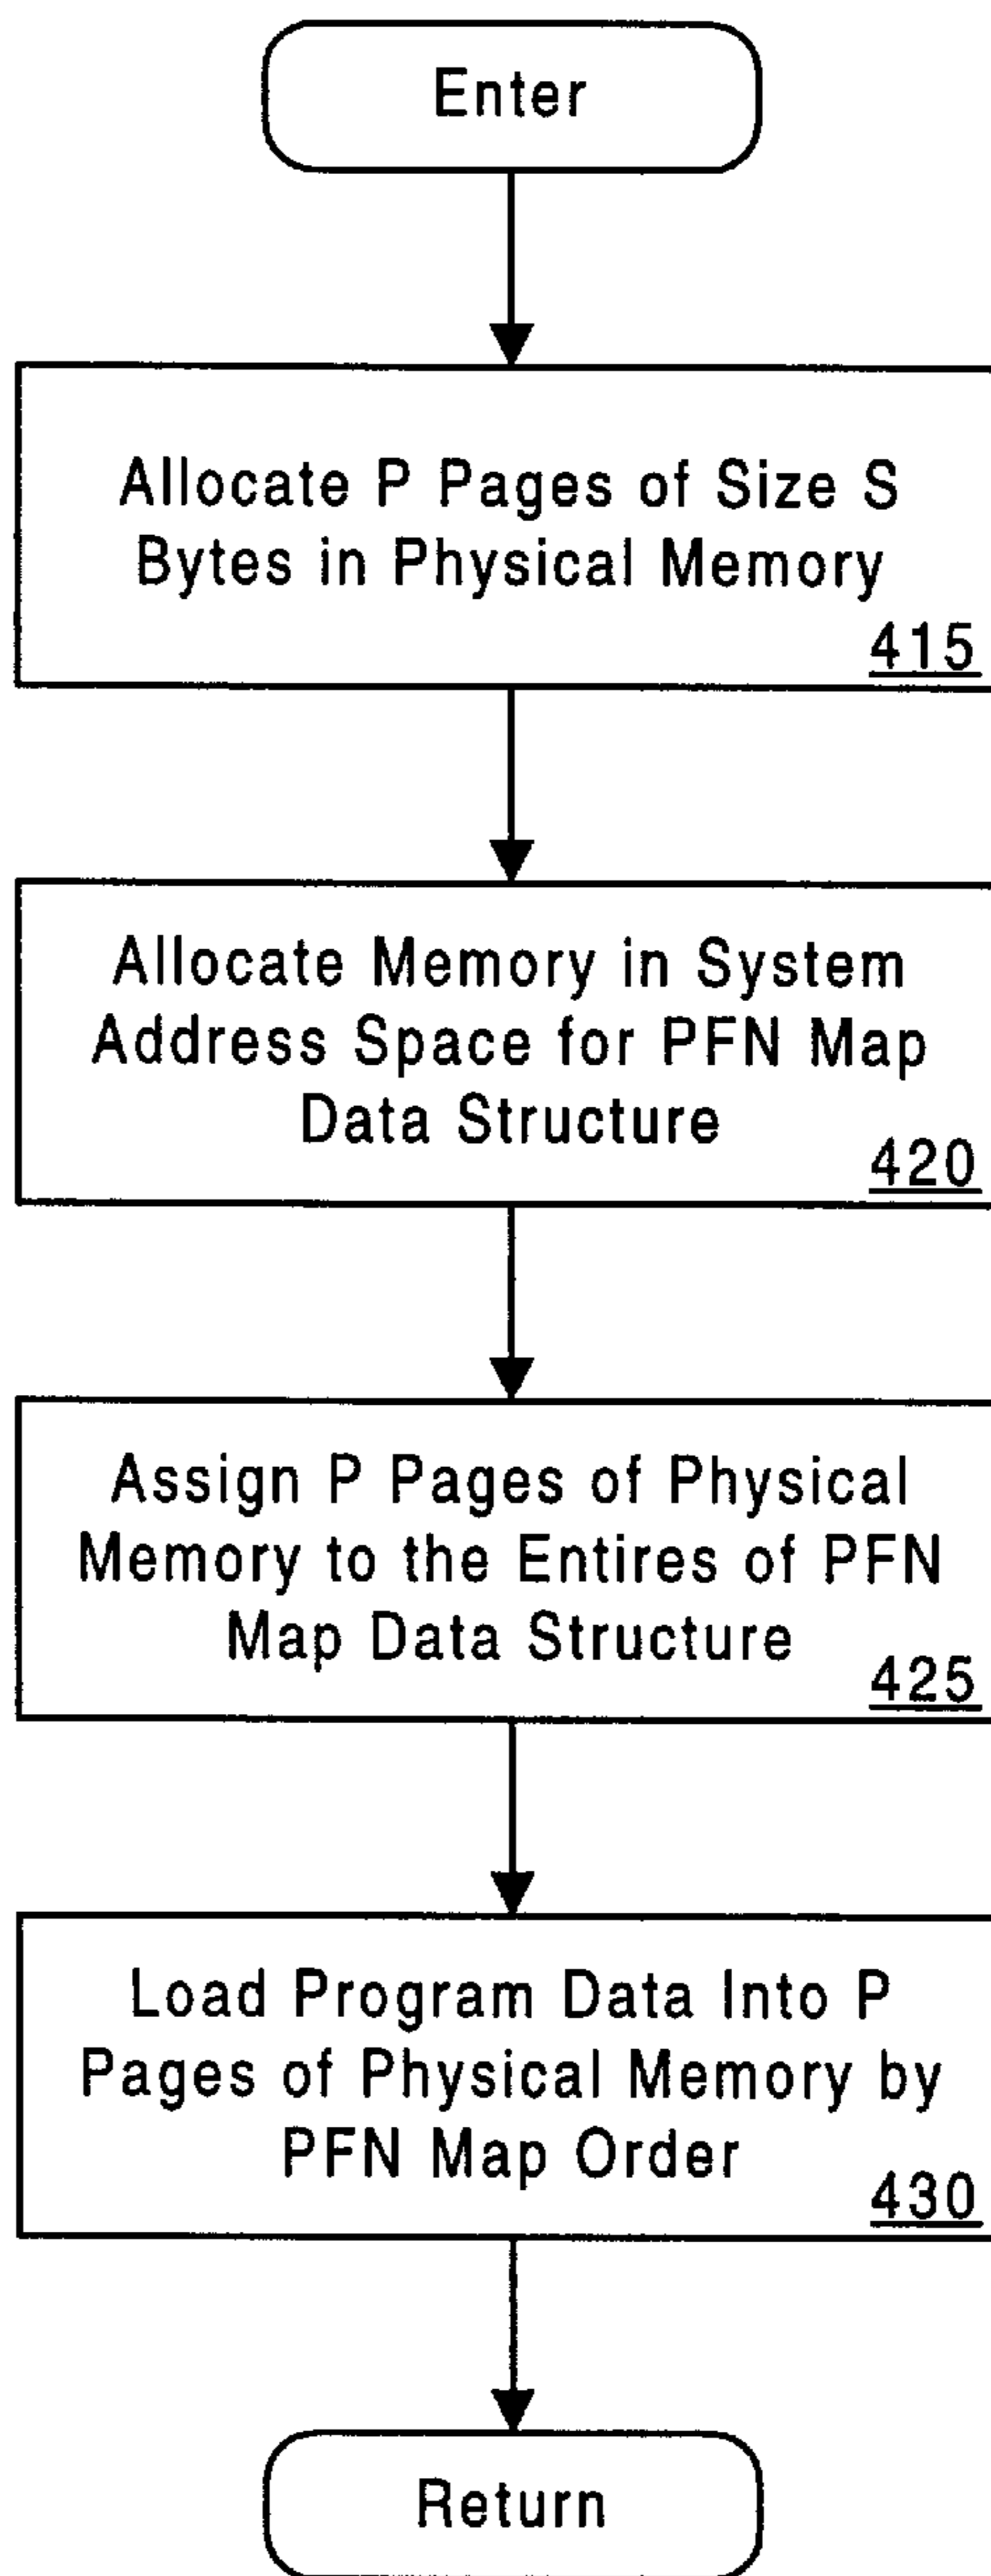 Enter
Allocate P Pages of Size S
Bytes in Physical Memory
415
Allocate Memory in System
Address Space for PFN Map
Data Structure
420
Assign P Pages of Physical
Memory to the Entires of PFN
Map Data Structure
425
Load Program Data Into P
Pages of Physical Memory by
PFN Map Order
430
Return